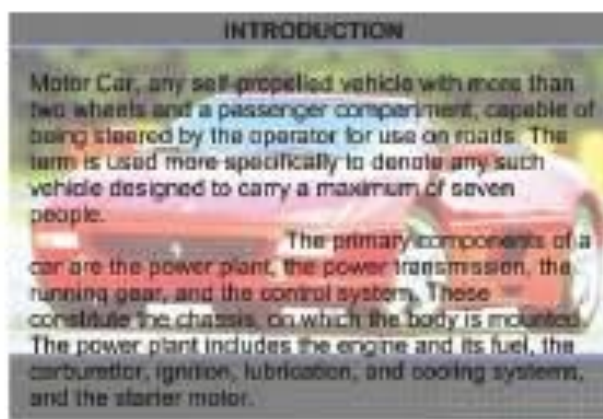 INTRODUCTION
Motor Car, any self-propelled vehicle with more than
two wheels and a passenger compartment, capable of
being steered by the operator for use on roads. The
term is used more specifically to denote any such
vehicle designed to carry a maximum of seven
people.
The primary components of a
car are the power plant, the power transmission, the
running gear, and the control system. These
constitute the chassis, on which the body is mounted.
The power plant includes the engine and its fuel, the
carburettor, ignition, lubrication, and cooling systems,
and the starter motor.